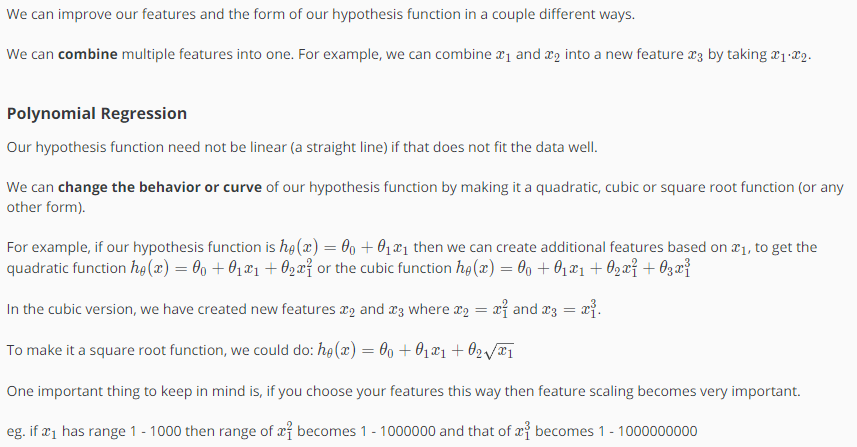 We can improve our features and the form of our hypothesis function in a couple different ways.
We can combine multiple features into one. For example, we can combine x₁ and x₂ into a new feature x₃ by taking x₁·x₂.
Polynomial Regression
Our hypothesis function need not be linear (a straight line) if that does not fit the data well.
We can change the behavior or curve of our hypothesis function by making it a quadratic, cubic or square root function (or any
other form).
For example, if our hypothesis function is hθ(x) = θ₀ + θ₁x₁ then we can create additional features based on x₁, to get the
quadratic function hθ(x) = θ₀ + θ₁x₁ + θ₂x₁² or the cubic function hθ(x) = θ₀ + θ₁x₁ + θ₂x₁² + θ₃x₁³
In the cubic version, we have created new features x₂ and x₃ where x₂ = x₁² and x₃ = x₁³.
To make it a square root function, we could do: hθ(x) = θ₀ + θ₁x₁ + θ₂√x₁
One important thing to keep in mind is, if you choose your features this way then feature scaling becomes very important.
eg. if x₁ has range 1 - 1000 then range of x₁² becomes 1 - 1000000 and that of x₁³ becomes 1 - 1000000000